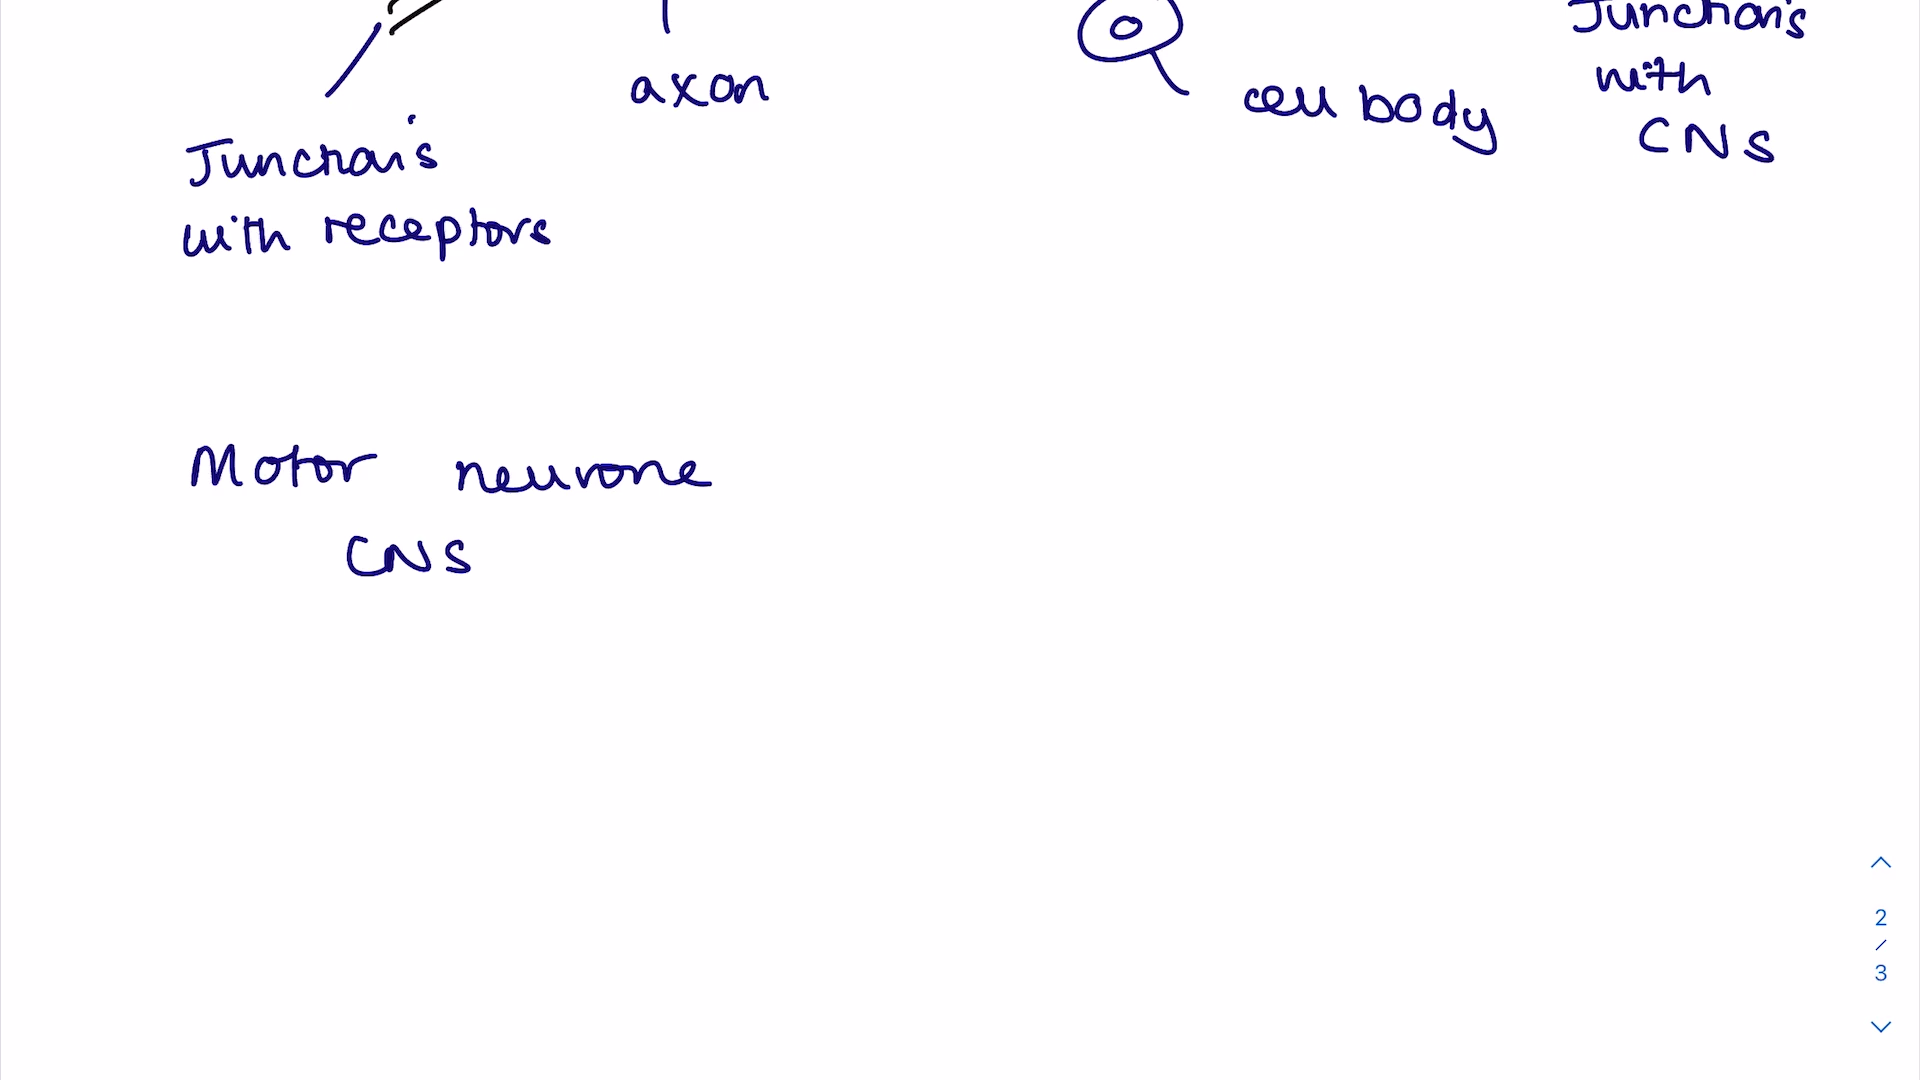 axon
cell body
Junctions
with
CNS
Junctions
with receptors
Motor neurone
CNS
2
/
3